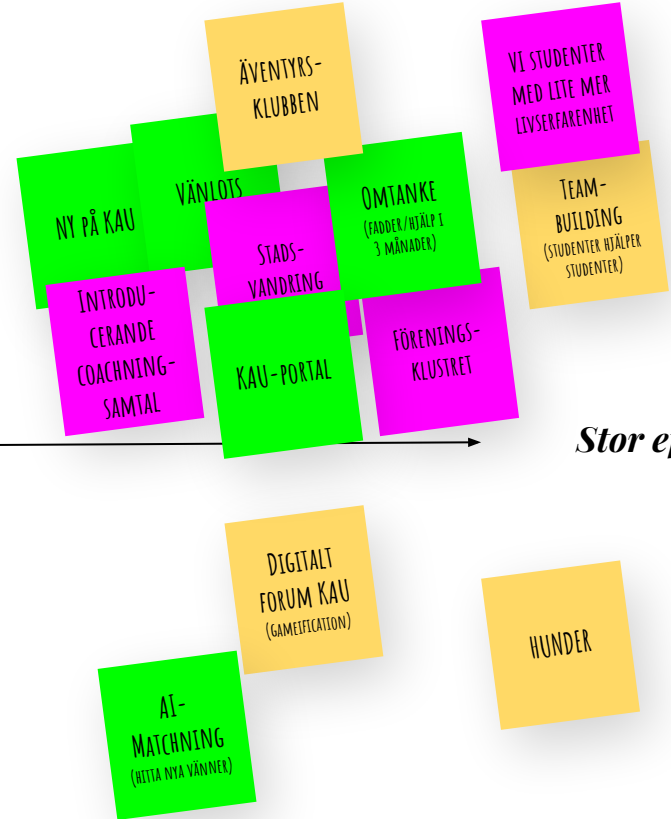 ÄVENTYRS-
KLUBBEN
VI STUDENTER
MED LITE MER
LIVSERFARENHET
NY PÅ KAU
VÄNLOTS
OMTANKE
(FADDER/HJÄLP I
3 MÅNADER)
TEAM-
BUILDING
(STUDENTER HJÄLPER
STUDENTER)
STADS-
VANDRING
INTRODU-
CERANDE
COACHNING-
SAMTAL
KAU-PORTAL
FÖRENINGS-
KLUSTRET
Stor
DIGITALT
FORUM KAU
(GAMEIFICATION)
HUNDER
AI-
MATCHNING
(HITTA NYA VÄNNER)